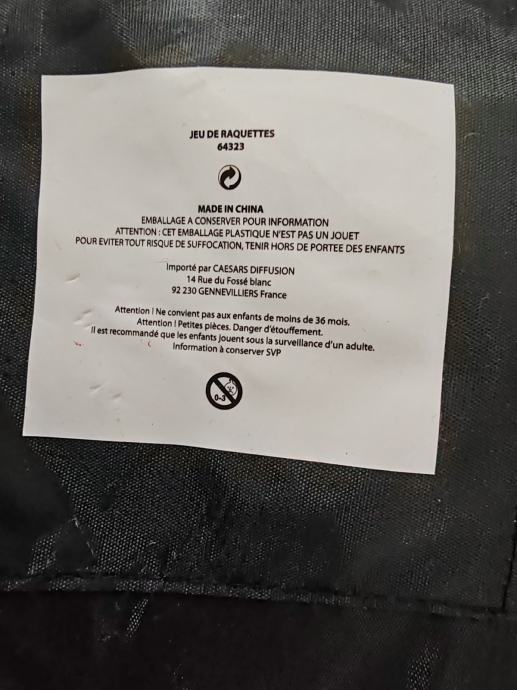 JEU DE RAQUETTES
64323
MADE IN CHINA
EMBALLAGE A CONSERVER POUR INFORMATION
ATTENTION : CET EMBALLAGE PLASTIQUE N'EST PAS UN JOUET
POUR EVITER TOUT RISQUE DE SUFFOCATION, TENIR HORS DE PORTEE DES ENFANTS
Importé par CAESARS DIFFUSION
14 Rue du Fossé blanc
92 230 GENNEVILLIERS France
Attention ! Ne convient pas aux enfants de moins de 36 mois.
Attention ! Petites pièces. Danger d'étouffement.
Il est recommandé que les enfants jouent sous la surveillance d'un adulte.
Information à conserver SVP
0-3